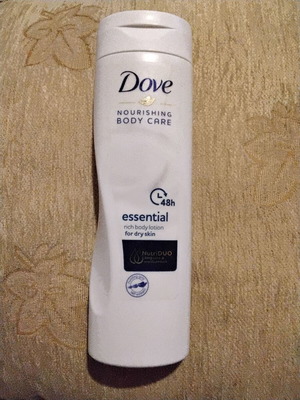 Dove
NOURISHING
BODY CARE
48h
essential
rich body lotion
for dry skin
NutriDUO